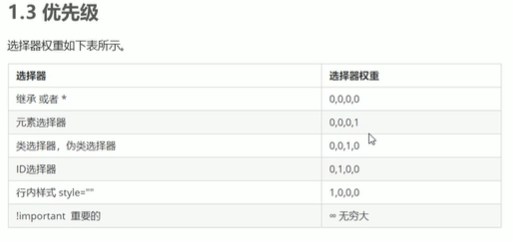 1.3 优先级
选择器权重如下表所示。
选择器 选择器权重
继承 或者 * 0,0,0,0
元素选择器 0,0,0,1
类选择器，伪类选择器 0,0,1,0
ID选择器 0,1,0,0
行内样式 style="" 1,0,0,0
!important 重要的 = 无穷大